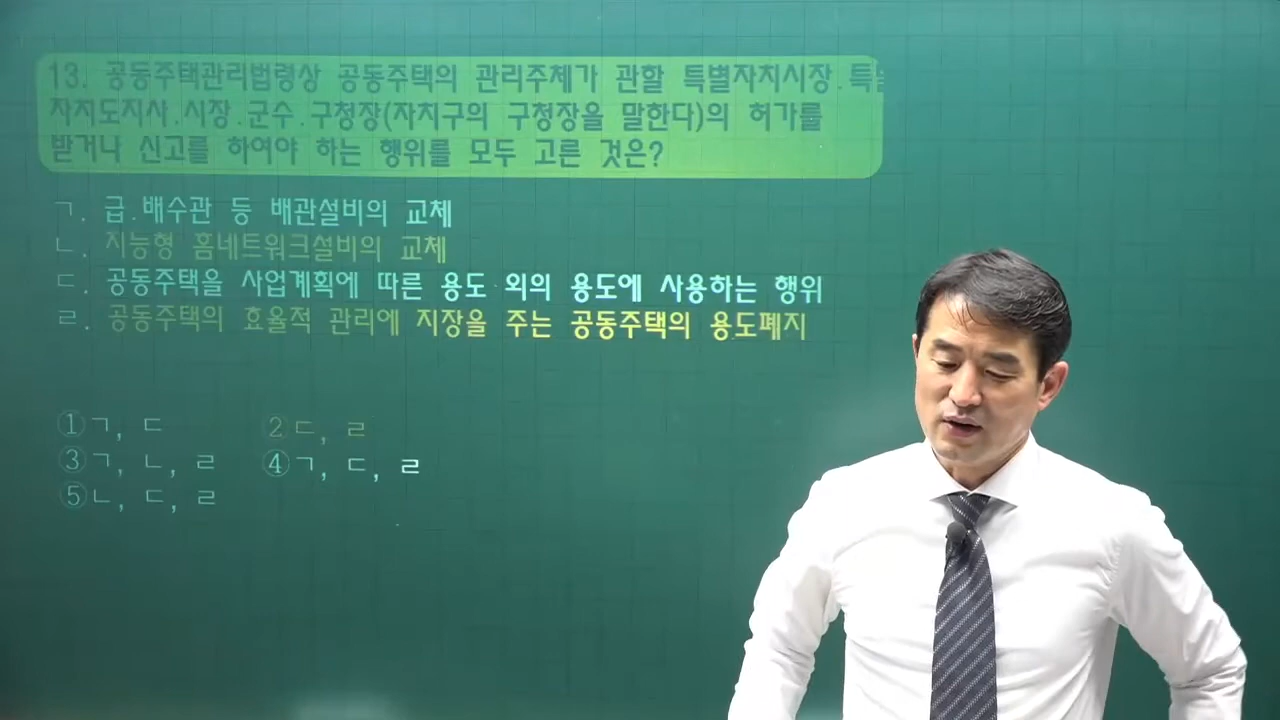 13. 공동주택관리법령상 공동주택의 관리주체가 관할 특별자치시장.특별
자치도지사.시장.군수.구청장(자치구의 구청장을 말한다)의 허가를
받거나 신고를 하여야 하는 행위를 모두 고른 것은?
ㄱ. 급.배수관 등 배관설비의 교체
ㄴ. 지능형 홈네트워크설비의 교체
ㄷ. 공동주택을 사업계획에 따른 용도 외의 용도에 사용하는 행위
ㄹ. 공동주택의 효율적 관리에 지장을 주는 공동주택의 용도폐지
①ㄱ, ㄷ ②ㄷ, ㄹ
③ㄱ, ㄴ, ㄹ ④ㄱ, ㄷ, ㄹ
⑤ㄴ, ㄷ, ㄹ